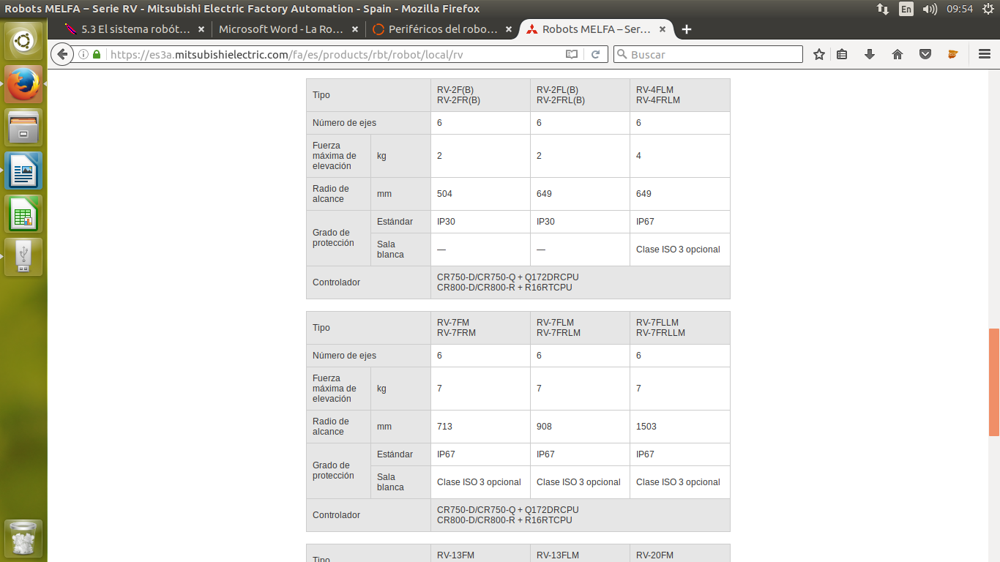 Robots MELFA – Serie RV - Mitsubishi Electric Factory Automation - Spain - Mozilla Firefox
En
09:54
5.3 El sistema robót...
Microsoft Word - La Ro...
Periféricos del robo...
Robots MELFA – Ser...
https://es3a.mitsubishielectric.com/fa/es/products/rbt/robot/local/rv
Buscar
Tipo
RV-2F(B)
RV-2FR(B)
RV-2FL(B)
RV-2FRL(B)
RV-4FLM
RV-4FRLM
Número de ejes
6
6
6
Fuerza
máxima de
elevación
kg
2
2
4
Radio de
alcance
mm
504
649
649
Grado de
protección
Estándar
IP30
IP30
IP67
Sala
blanca
—
—
Clase ISO 3 opcional
Controlador
CR750-D/CR750-Q + Q172DRCPU
CR800-D/CR800-R + R16RTCPU
Tipo
RV-7FM
RV-7FRM
RV-7FLM
RV-7FRLM
RV-7FLLM
RV-7FRLLM
Número de ejes
6
6
6
Fuerza
máxima de
elevación
kg
7
7
7
Radio de
alcance
mm
713
908
1503
Grado de
protección
Estándar
IP67
IP67
IP67
Sala
blanca
Clase ISO 3 opcional
Clase ISO 3 opcional
Clase ISO 3 opcional
Controlador
CR750-D/CR750-Q + Q172DRCPU
CR800-D/CR800-R + R16RTCPU
Tipo
RV-13FM
RV-13FLM
RV-20FM